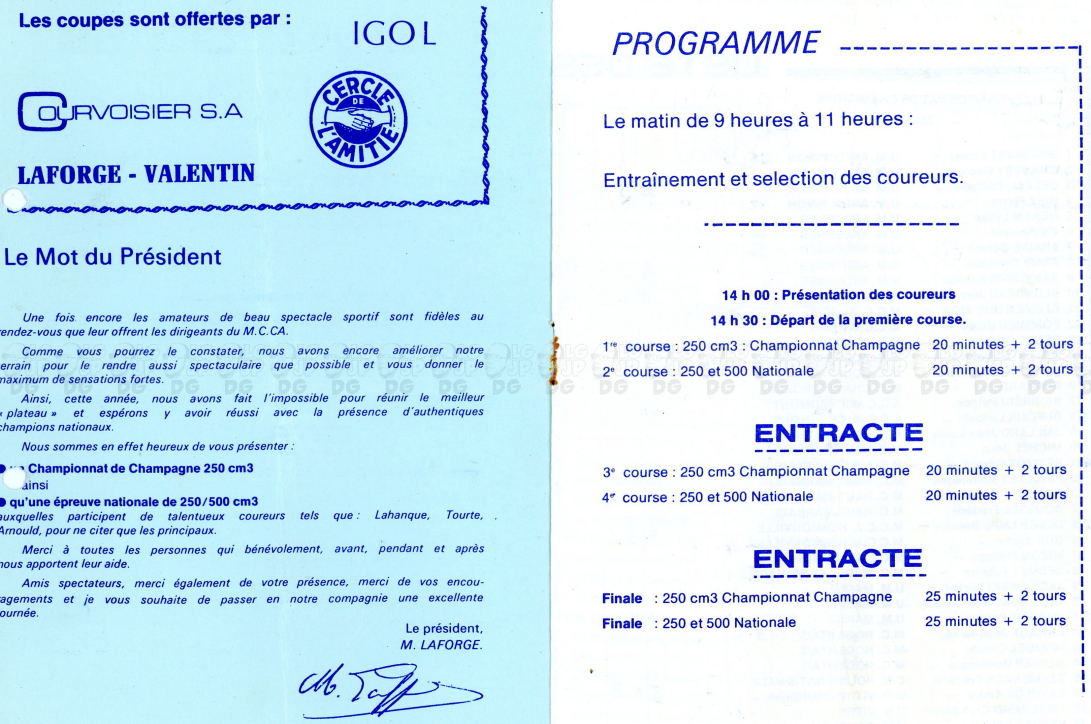 Les coupes sont offertes par :
IGOL
COURVOISIER S.A
CERCLE
DE
L'AMITIE
LAFORGE - VALENTIN
Le Mot du Président
Une fois encore les amateurs de beau spectacle sportif sont fidèles au
rendez-vous que leur offrent les dirigeants du M.C.CA.
Comme vous pourrez le constater, nous avons encore améliorer notre
terrain pour le rendre aussi spectaculaire que possible et vous donner le
maximum de sensations fortes.
Ainsi, cette année, nous avons fait l'impossible pour réunir le meilleur
« plateau » et espérons y avoir réussi avec la présence d'authentiques
champions nationaux.
Nous sommes en effet heureux de vous présenter :
● Championnat de Champagne 250 cm3
ainsi
● qu'une épreuve nationale de 250/500 cm3
auxquelles participent de talentueux coureurs tels que : Lahanque, Tourte,
Arnould, pour ne citer que les principaux.
Merci à toutes les personnes qui bénévolement, avant, pendant et après
nous apportent leur aide.
Amis spectateurs, merci également de votre présence, merci de vos encou-
ragements et je vous souhaite de passer en notre compagnie une excellente
journée.
Le président,
M. LAFORGE.
PROGRAMME
Le matin de 9 heures à 11 heures :
Entraînement et selection des coureurs.
14 h 00 : Présentation des coureurs
14 h 30 : Départ de la première course.
1re course : 250 cm3 : Championnat Champagne 20 minutes + 2 tours
2e course : 250 et 500 Nationale 20 minutes + 2 tours
ENTRACTE
3e course : 250 cm3 Championnat Champagne 20 minutes + 2 tours
4er course : 250 et 500 Nationale 20 minutes + 2 tours
ENTRACTE
Finale : 250 cm3 Championnat Champagne 25 minutes + 2 tours
Finale : 250 et 500 Nationale 25 minutes + 2 tours